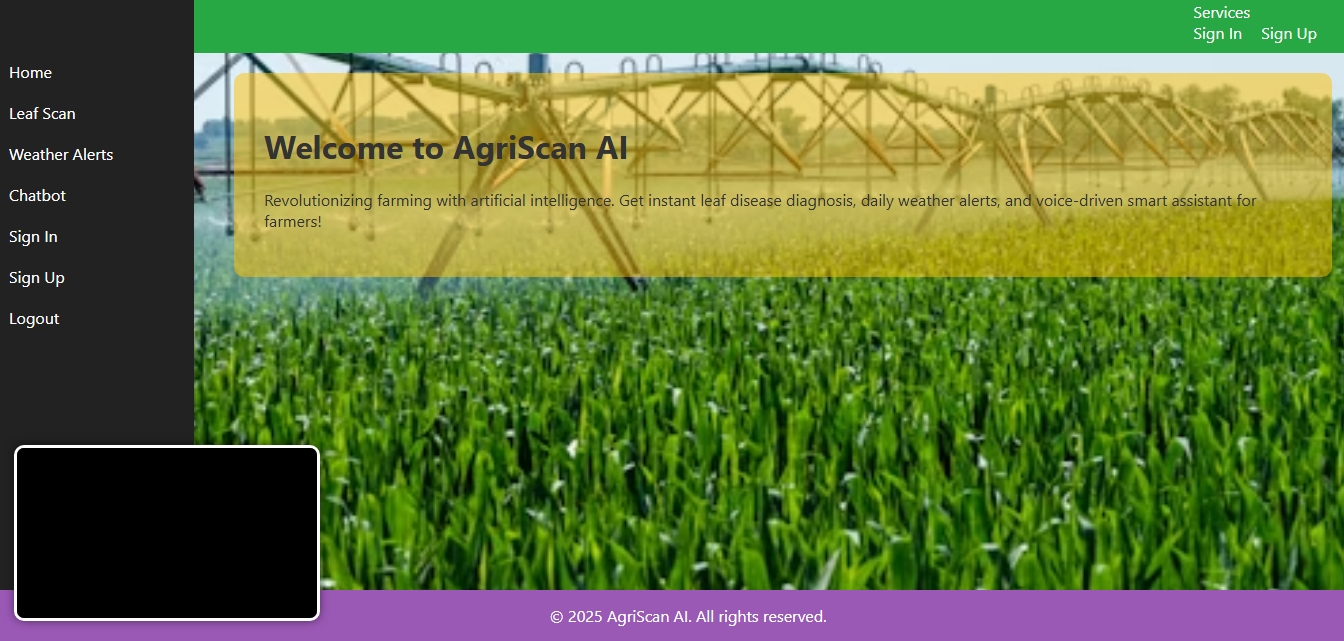 Services
Sign In Sign Up
Home
Leaf Scan
Weather Alerts
Chatbot
Sign In
Sign Up
Logout
Welcome to AgriScan AI
Revolutionizing farming with artificial intelligence. Get instant leaf disease diagnosis, daily weather alerts, and voice-driven smart assistant for
farmers!
© 2025 AgriScan AI. All rights reserved.